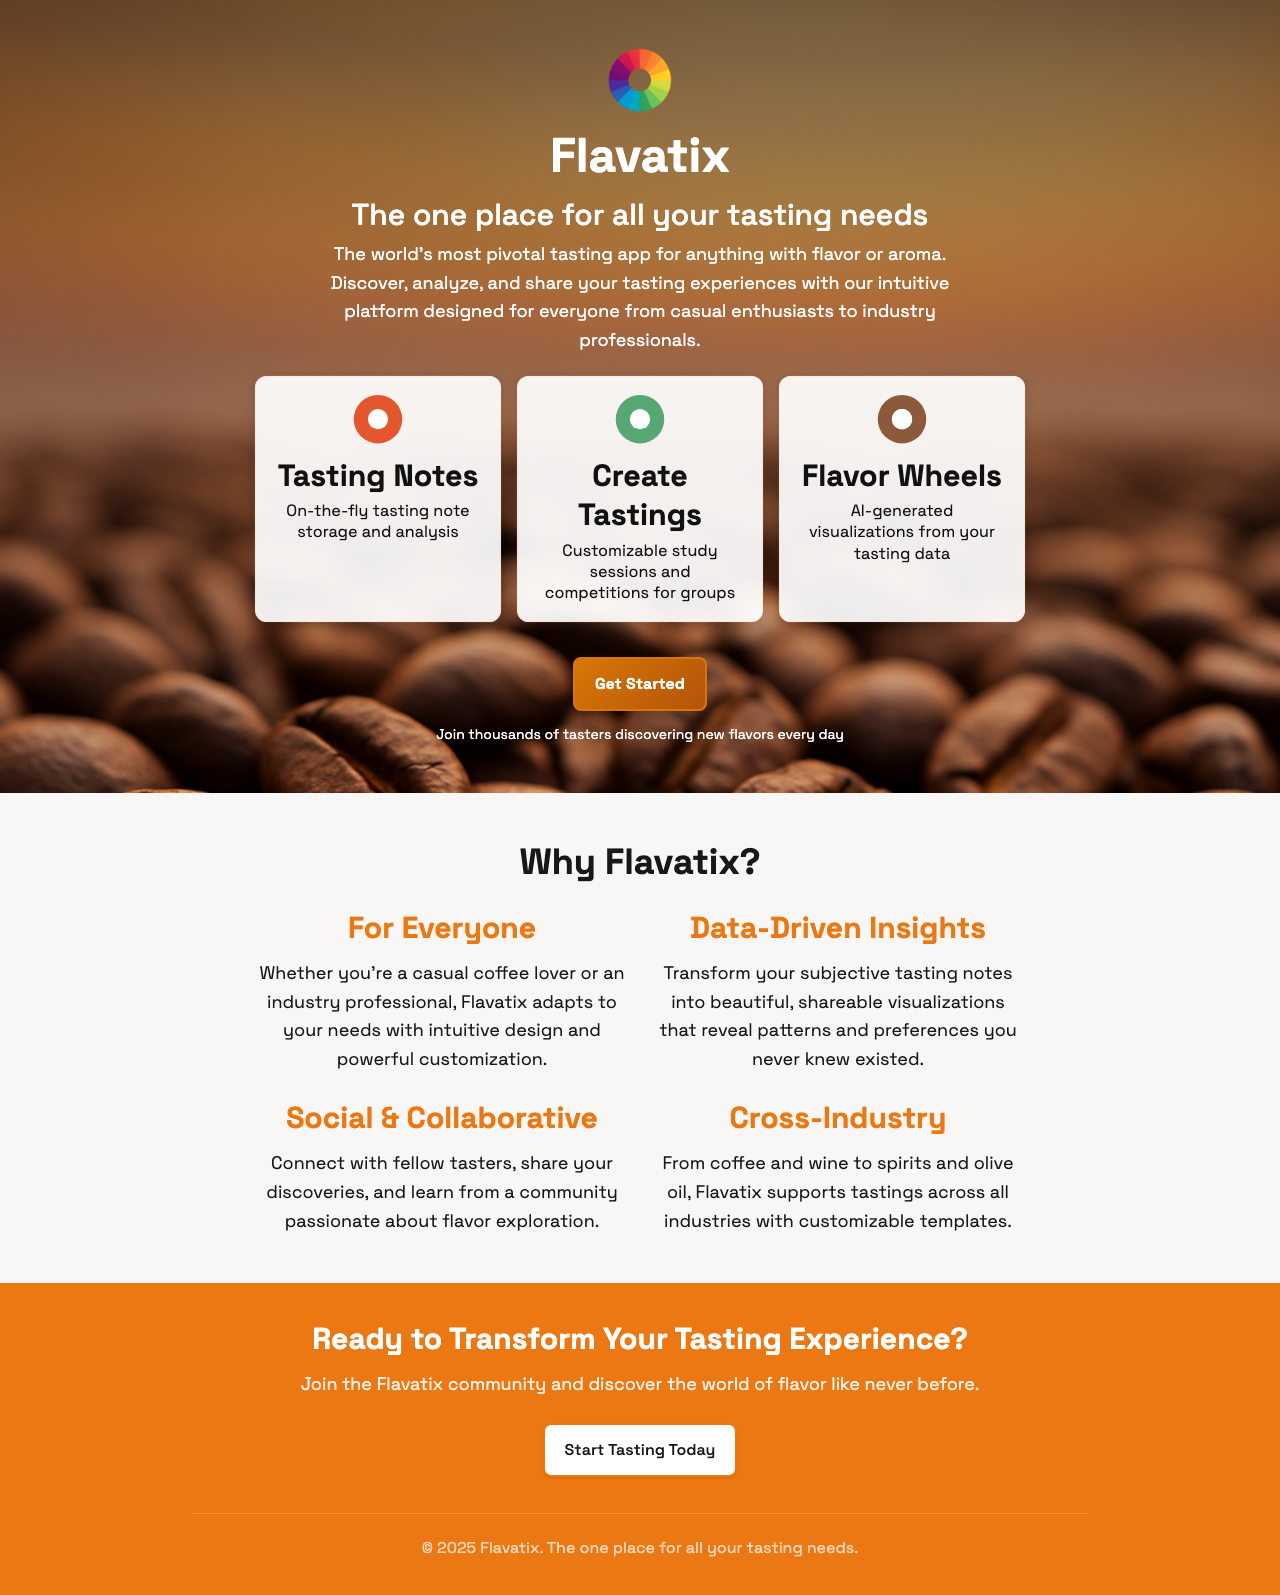 Flavatix
The one place for all your tasting needs
The world's most pivotal tasting app for anything with flavor or aroma.
Discover, analyze, and share your tasting experiences with our intuitive
platform designed for everyone from casual enthusiasts to industry
professionals.
Tasting Notes
On-the-fly tasting note
storage and analysis
Create
Tastings
Customizable study
sessions and
competitions for groups
Flavor Wheels
AI-generated
visualizations from your
tasting data
Get Started
Join thousands of tasters discovering new flavors every day
Why Flavatix?
For Everyone
Whether you're a casual coffee lover or an
industry professional, Flavatix adapts to
your needs with intuitive design and
powerful customization.
Data-Driven Insights
Transform your subjective tasting notes
into beautiful, shareable visualizations
that reveal patterns and preferences you
never knew existed.
Social & Collaborative
Connect with fellow tasters, share your
discoveries, and learn from a community
passionate about flavor exploration.
Cross-Industry
From coffee and wine to spirits and olive
oil, Flavatix supports tastings across all
industries with customizable templates.
Ready to Transform Your Tasting Experience?
Join the Flavatix community and discover the world of flavor like never before.
Start Tasting Today
© 2025 Flavatix. The one place for all your tasting needs.